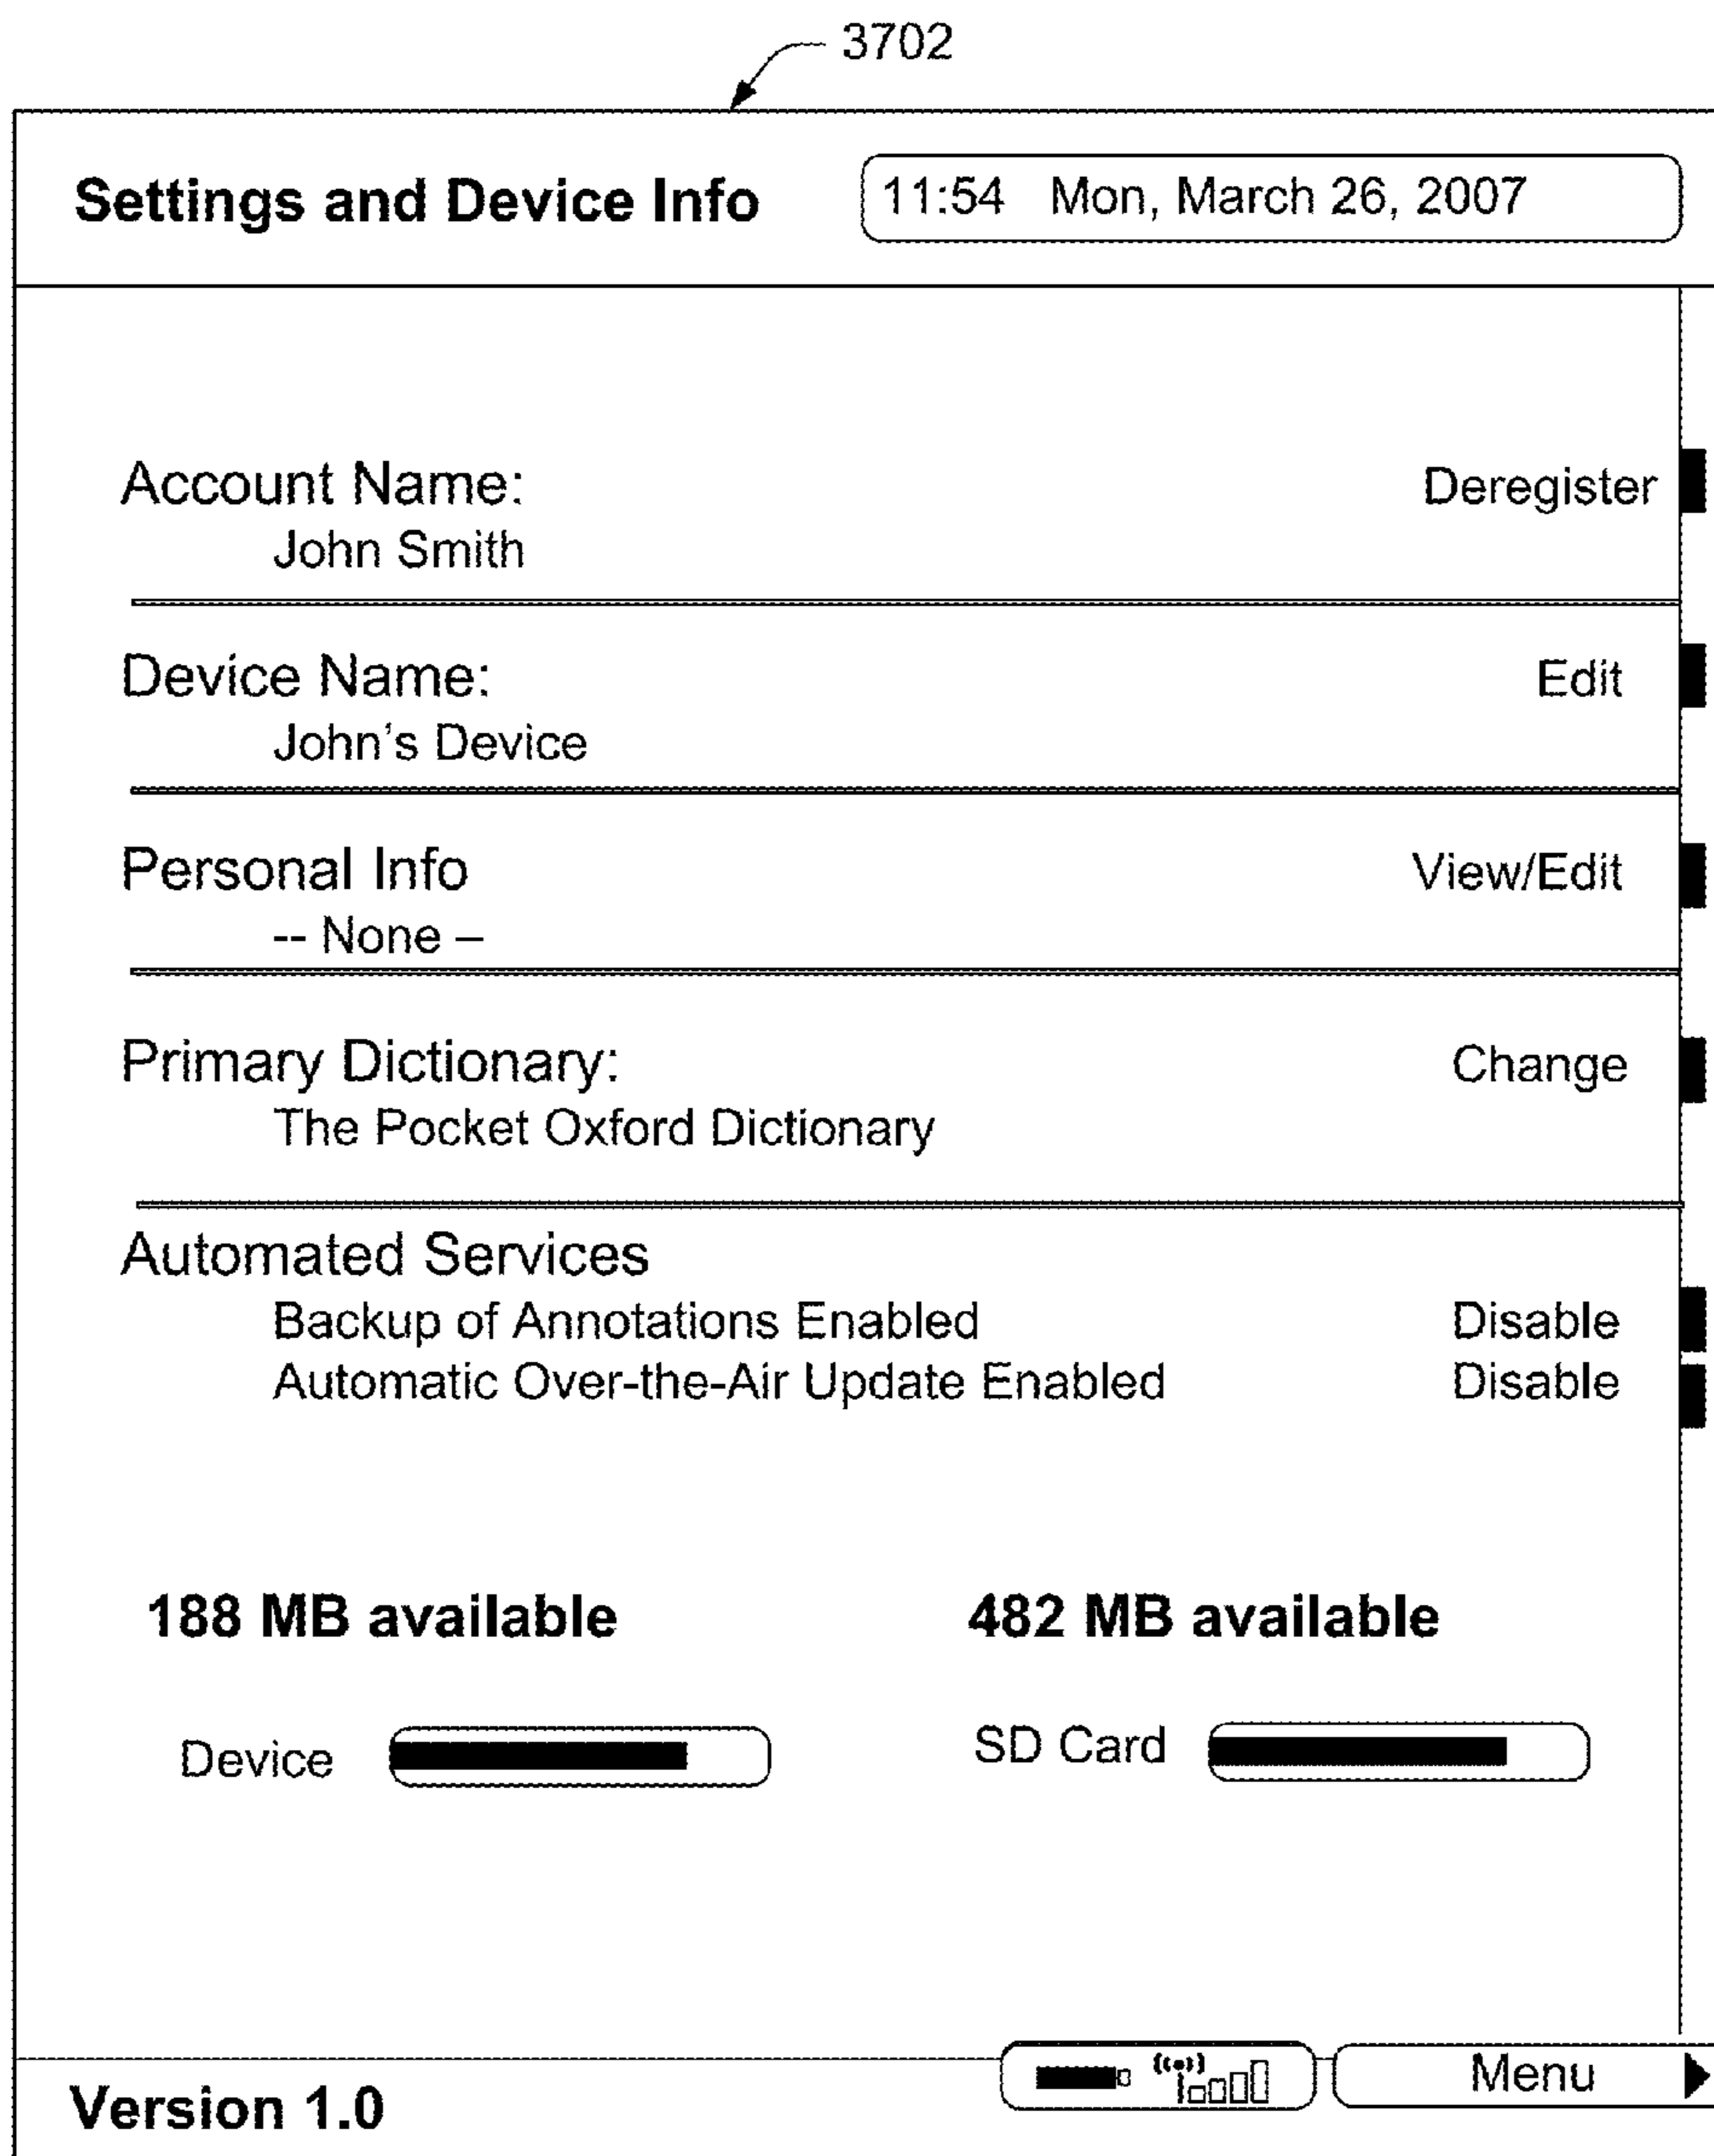 3702
Settings and Device Info
11:54 Mon, March 26, 2007
Account Name:
Deregister
John Smith
Device Name:
Edit
John's Device
Personal Info
View/Edit
-- None –
Primary Dictionary:
Change
The Pocket Oxford Dictionary
Automated Services
Backup of Annotations Enabled
Disable
Automatic Over-the-Air Update Enabled
Disable
188 MB available
482 MB available
Device
SD Card
Version 1.0
Menu